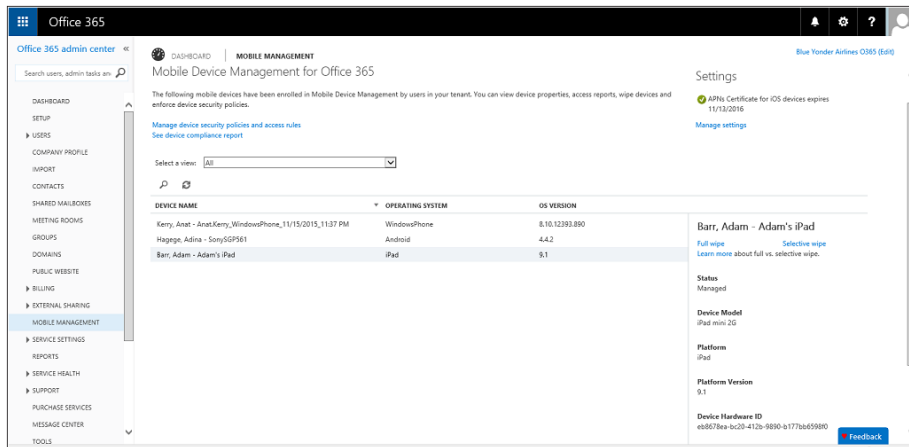 Office 365
?
Office 365 admin center «
Search users, admin tasks an
DASHBOARD
SETUP
USERS
COMPANY PROFILE
IMPORT
CONTACTS
SHARED MAILBOXES
MEETING ROOMS
GROUPS
DOMAINS
PUBLIC WEBSITE
BILLING
EXTERNAL SHARING
MOBILE MANAGEMENT
SERVICE SETTINGS
REPORTS
SERVICE HEALTH
SUPPORT
PURCHASE SERVICES
MESSAGE CENTER
TOOLS
DASHBOARD MOBILE MANAGEMENT
Blue Yonder Airlines O365 (Edit)
Mobile Device Management for Office 365
The following mobile devices have been enrolled in Mobile Device Management by users in your tenant. You can view device properties, access reports, wipe devices and
enforce device security policies.
Manage device security policies and access rules
See device compliance report
Select a view: All
DEVICE NAME OPERATING SYSTEM OS VERSION
Kerry, Anat - Anat.Kerry_WindowsPhone_11/15/2015_11:37 PM WindowsPhone 8.10.12393.890
Hagege, Adina - SonySGP561 Android 4.4.2
Barr, Adam - Adam's iPad iPad 9.1
Settings
APNs Certificate for iOS devices expires
11/13/2016
Manage settings
Barr, Adam - Adam's iPad
Full wipe Selective wipe
Learn more about full vs. selective wipe.
Status
Managed
Device Model
iPad mini 2G
Platform
iPad
Platform Version
9.1
Device Hardware ID
eb8678ea-bc20-412b-9890-b177bb6598f0
Feedback